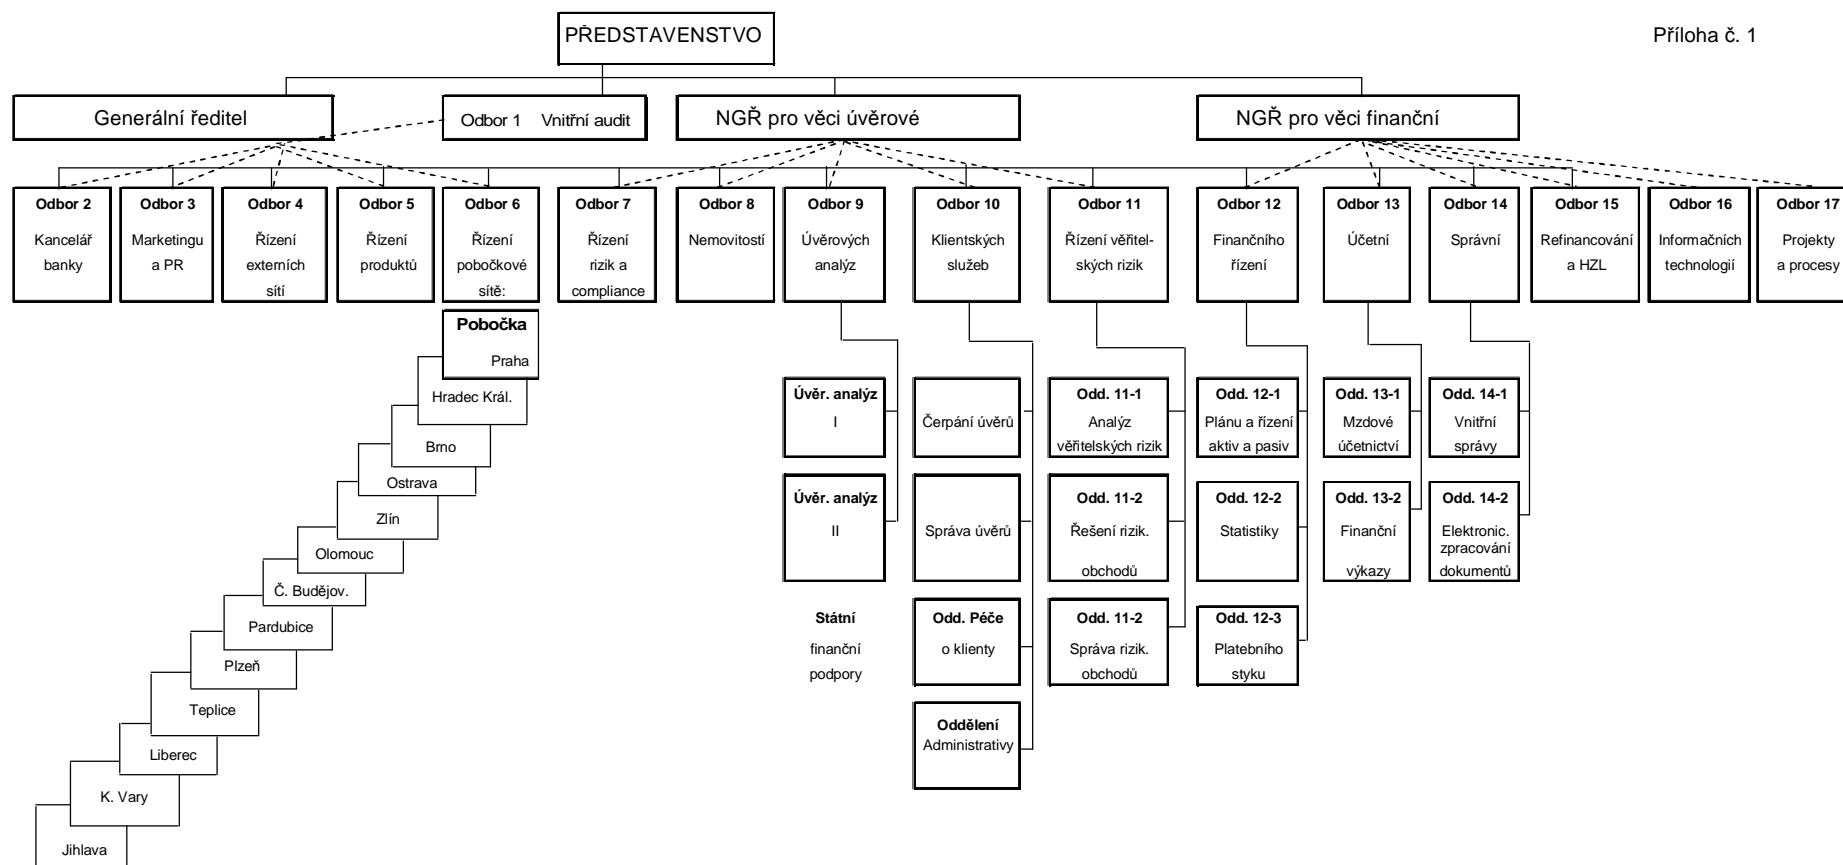 PŘEDSTAVENSTVO
Příloha č. 1
Generální ředitel
Odbor 1 Vnitřní audit
NGŘ pro věci úvěrové
NGŘ pro věci finanční
Odbor 2
Kancelář
banky
Odbor 3
Marketingu
a PR
Odbor 4
Řízení
externích
sítí
Odbor 5
Řízení
produktů
Odbor 6
Řízení
pobočkové
sítě:
Odbor 7
Řízení
rizik a
compliance
Odbor 8
Nemovitostí
Odbor 9
Úvěrových
analýz
Odbor 10
Klientských
služeb
Odbor 11
Řízení věřitel-
ských rizik
Odbor 12
Finančního
řízení
Odbor 13
Účetní
Odbor 14
Správní
Odbor 15
Refinancování
a HZL
Odbor 16
Informačních
technologií
Odbor 17
Projekty
a procesy
Pobočka
Praha
Hradec Král.
Brno
Ostrava
Zlín
Olomouc
Č. Budějov.
Pardubice
Plzeň
Teplice
Liberec
K. Vary
Jihlava
Úvěr. analýz
I
Úvěr. analýz
II
Státní
finanční
podpory
Čerpání úvěrů
Správa úvěrů
Odd. Péče
o klienty
Oddělení
Administrativy
Odd. 11-1
Analýz
věřitelských rizik
Odd. 11-2
Řešení rizik.
obchodů
Odd. 11-2
Správa rizik.
obchodů
Odd. 12-1
Plánu a řízení
aktiv a pasiv
Odd. 12-2
Statistiky
Odd. 12-3
Platebního
styku
Odd. 13-1
Mzdové
účetnictví
Odd. 13-2
Finanční
výkazy
Odd. 14-1
Vnitřní
správy
Odd. 14-2
Elektronic.
zpracování
dokumentů